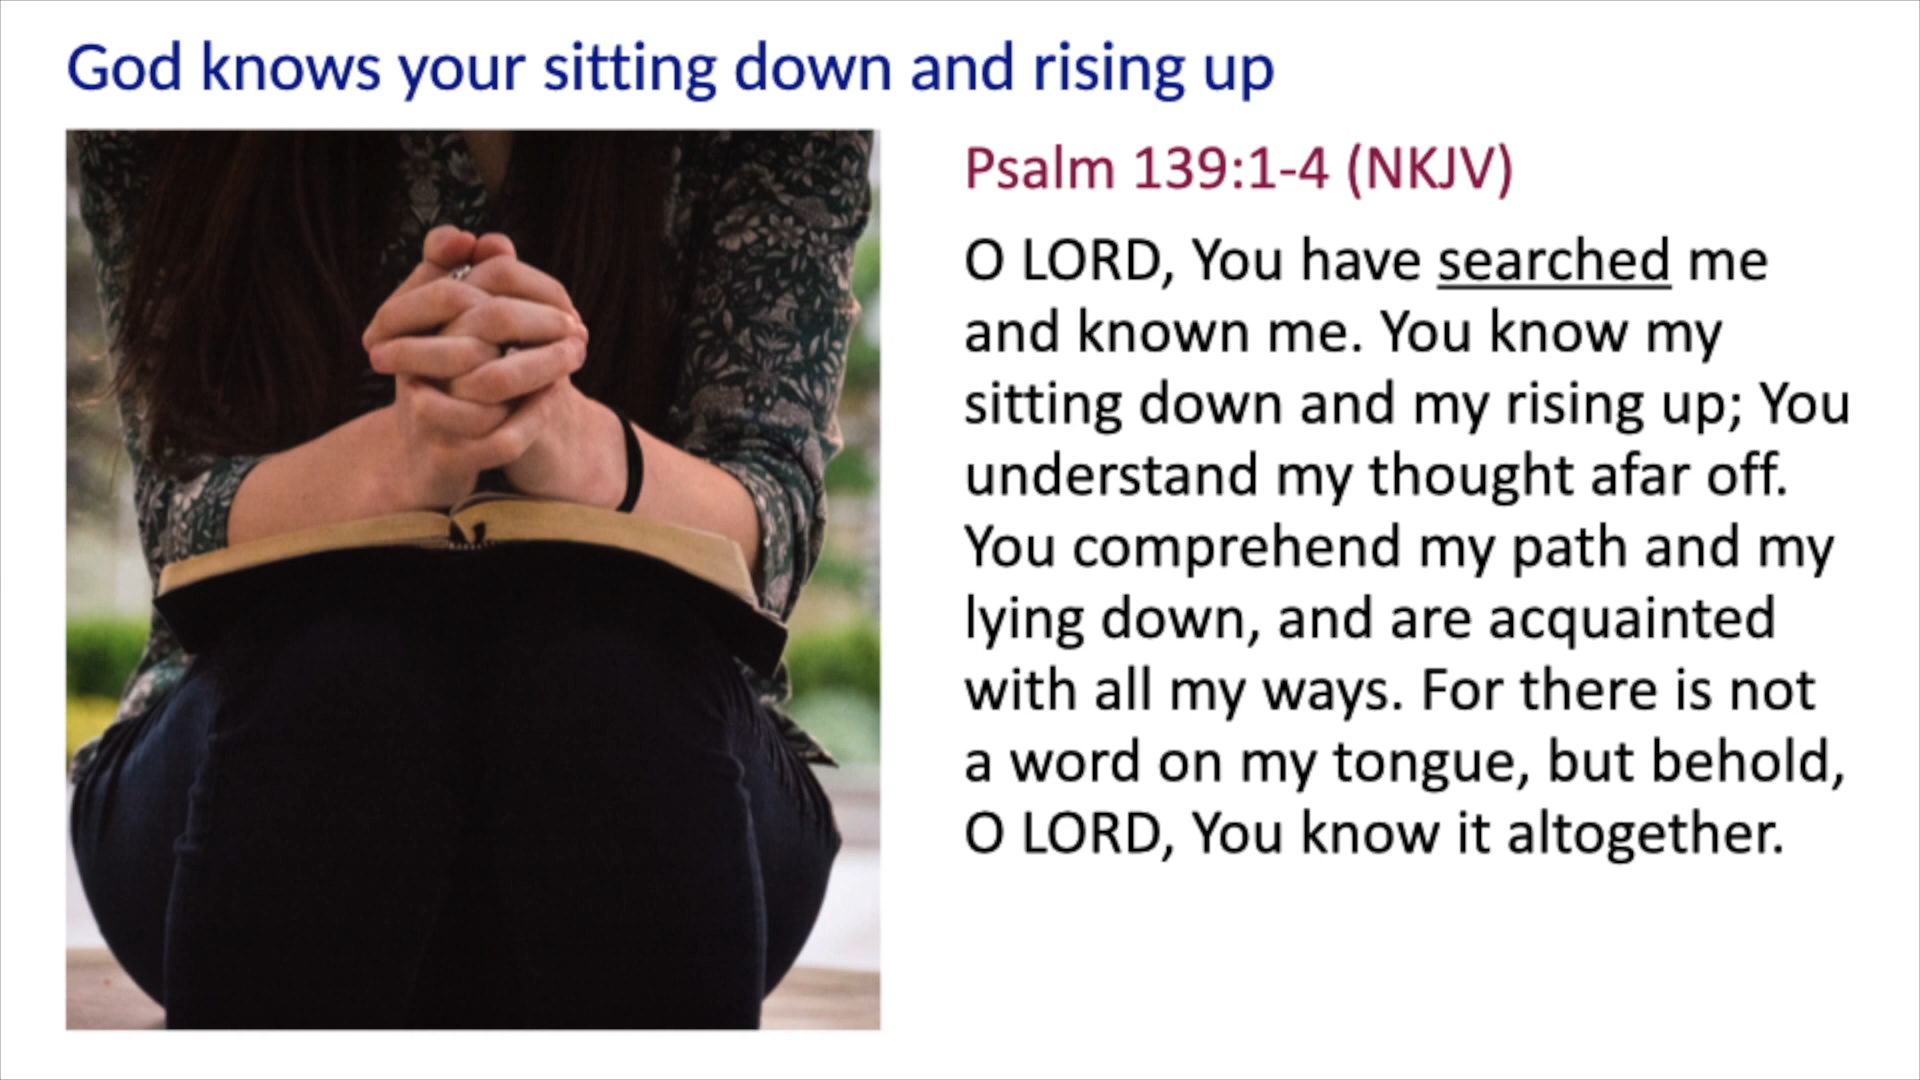 God knows your sitting down and rising up
Psalm 139:1-4 (NKJV)
O LORD, You have searched me
and known me. You know my
sitting down and my rising up; You
understand my thought afar off.
You comprehend my path and my
lying down, and are acquainted
with all my ways. For there is not
a word on my tongue, but behold,
O LORD, You know it altogether.